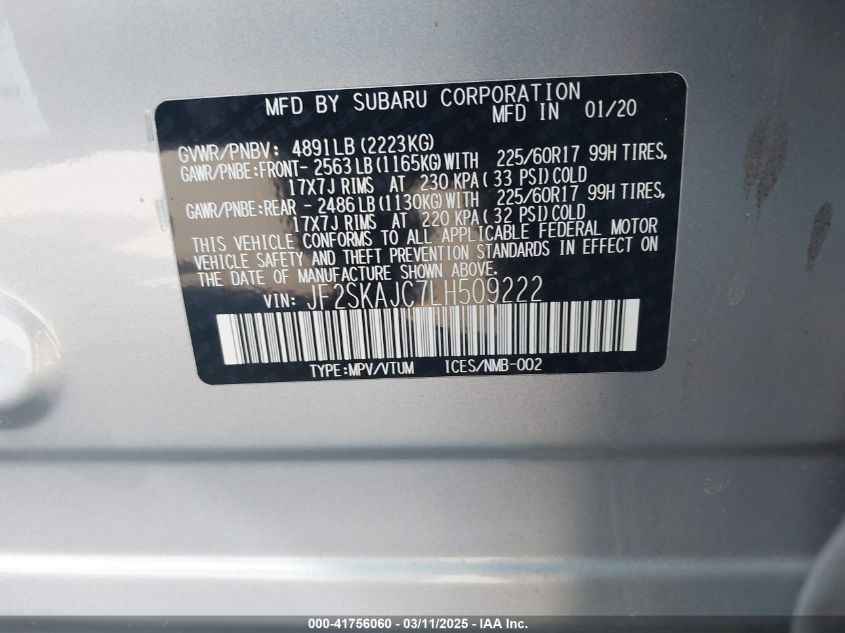 MFD BY SUBARU CORPORATION
MFD IN 01/20
GVWR/PNBV: 4891LB (2223KG)
GAWR/PNBE:FRONT- 2563LB(1165KG)WITH 225/60R17 99H TIRES,
17X7J RIMS AT 230 KPA( 33 PSI)COLD
GAWR/PNBE:REAR - 2486LB(1130KG)WITH 225/60R17 99H TIRES,
17X7J RIMS AT 220 KPA( 32 PSI)COLD
THIS VEHICLE CONFORMS TO ALL APPLICABLE FEDERAL MOTOR
VEHICLE SAFETY AND THEFT PREVENTION STANDARDS IN EFFECT ON
THE DATE OF MANUFACTURE SHOWN ABOVE.
VIN: JF2SKAJC7LH509222
TYPE:MPV/VTUM ICES/NMB-002
000-41756060 - 03/11/2025 - IAA Inc.